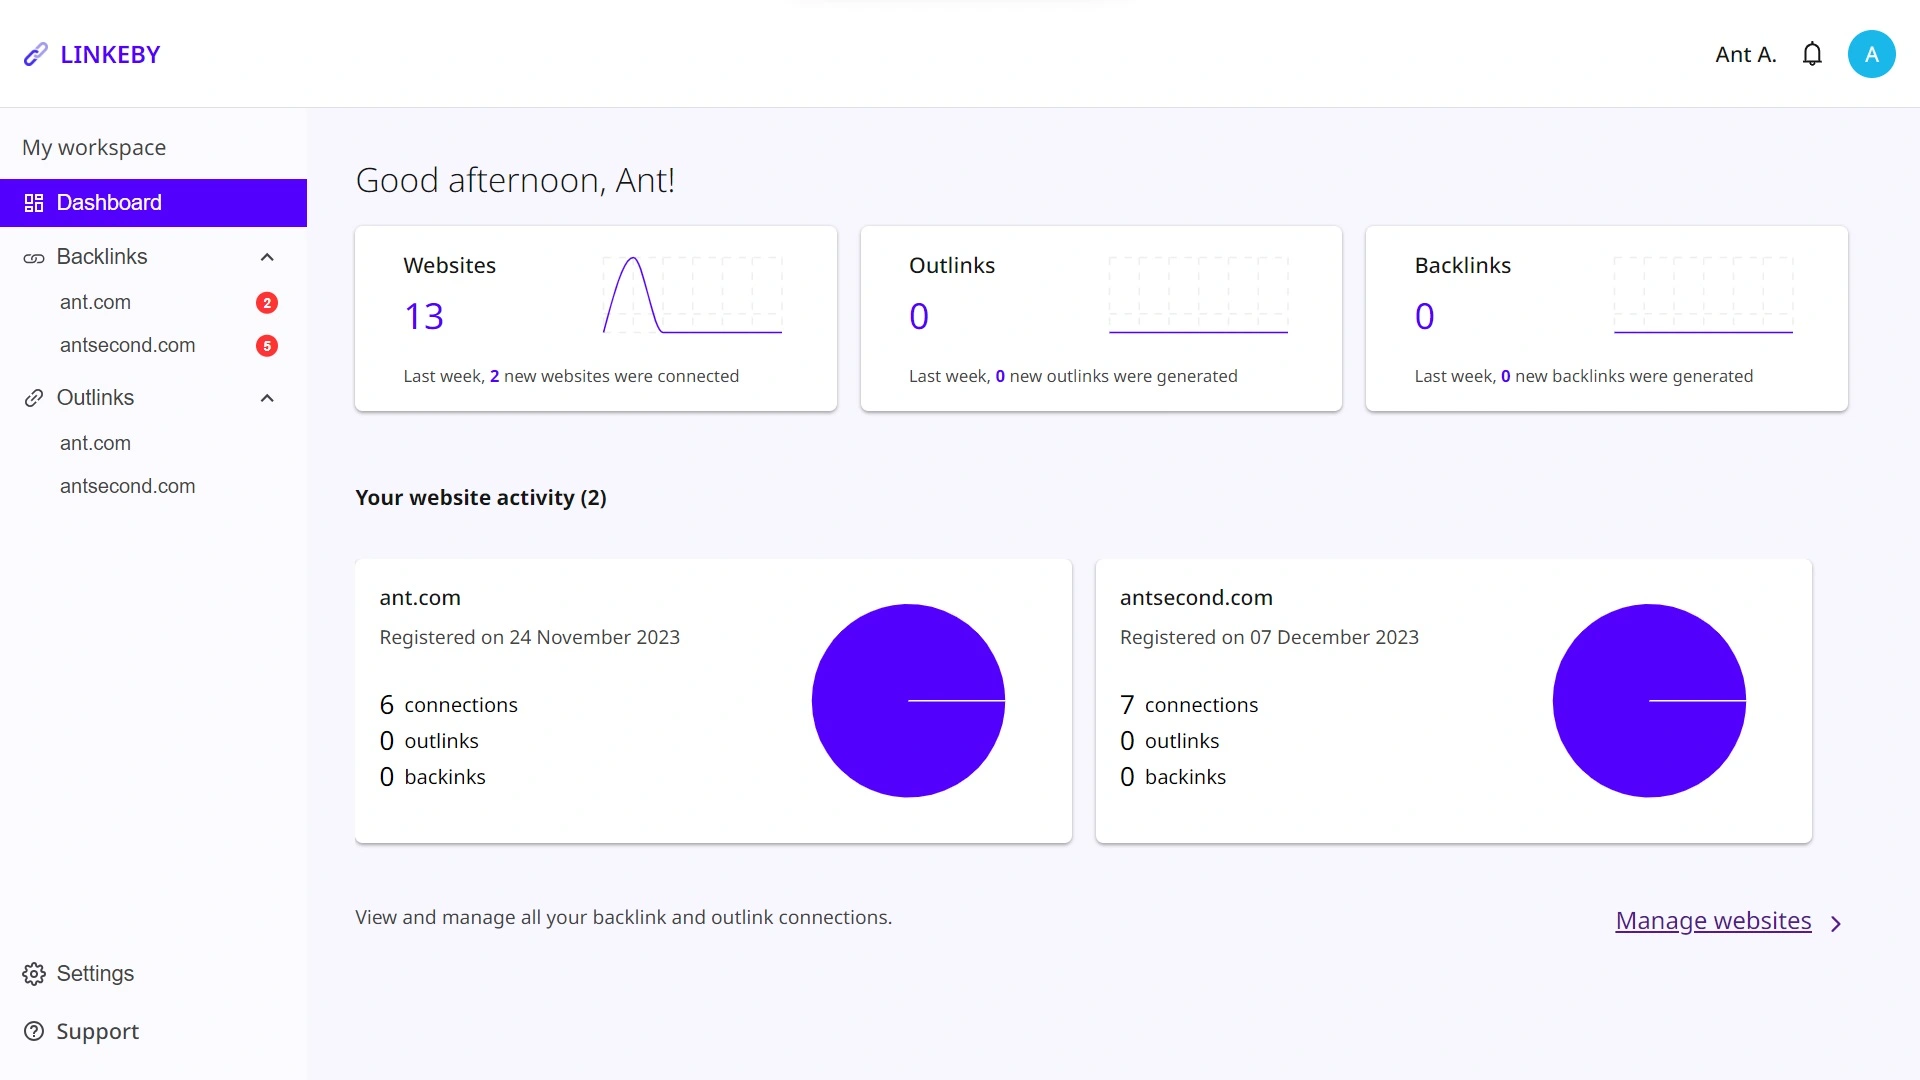 LINKEBY
Ant A.
A
My workspace
Dashboard
Backlinks
ant.com 2
antsecond.com 5
Outlinks
ant.com
antsecond.com
Settings
Support
Good afternoon, Ant!
Websites
13
Last week, 2 new websites were connected
Outlinks
0
Last week, 0 new outlinks were generated
Backlinks
0
Last week, 0 new backlinks were generated
Your website activity (2)
ant.com
Registered on 24 November 2023
6 connections
0 outlinks
0 backinks
antsecond.com
Registered on 07 December 2023
7 connections
0 outlinks
0 backinks
View and manage all your backlink and outlink connections.
Manage websites